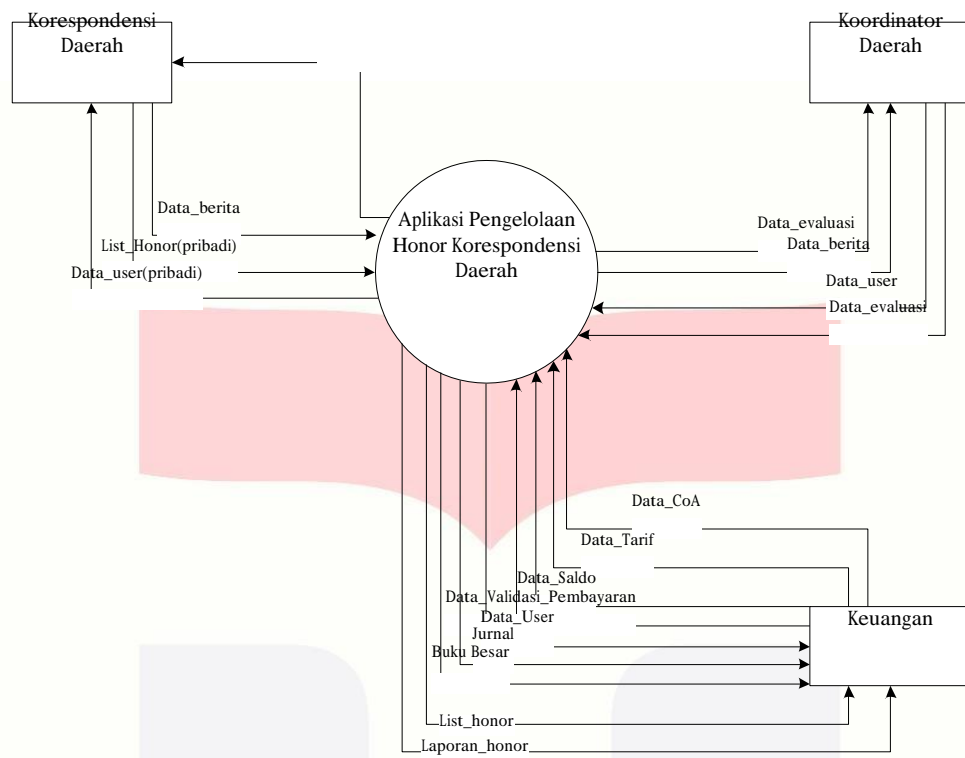 Korespondensi
Daerah
Koordinator
Daerah
Aplikasi Pengelolaan
Honor Korespondensi
Daerah
Data_berita
List_Honor(pribadi)
Data_user(pribadi)
Data_evaluasi
Data_berita
Data_user
Data_evaluasi
Data_CoA
Data_Tarif
Data_Saldo
Data_Validasi_Pembayaran
Data_User
Jurnal
Buku Besar
Keuangan
List_honor
Laporan_honor